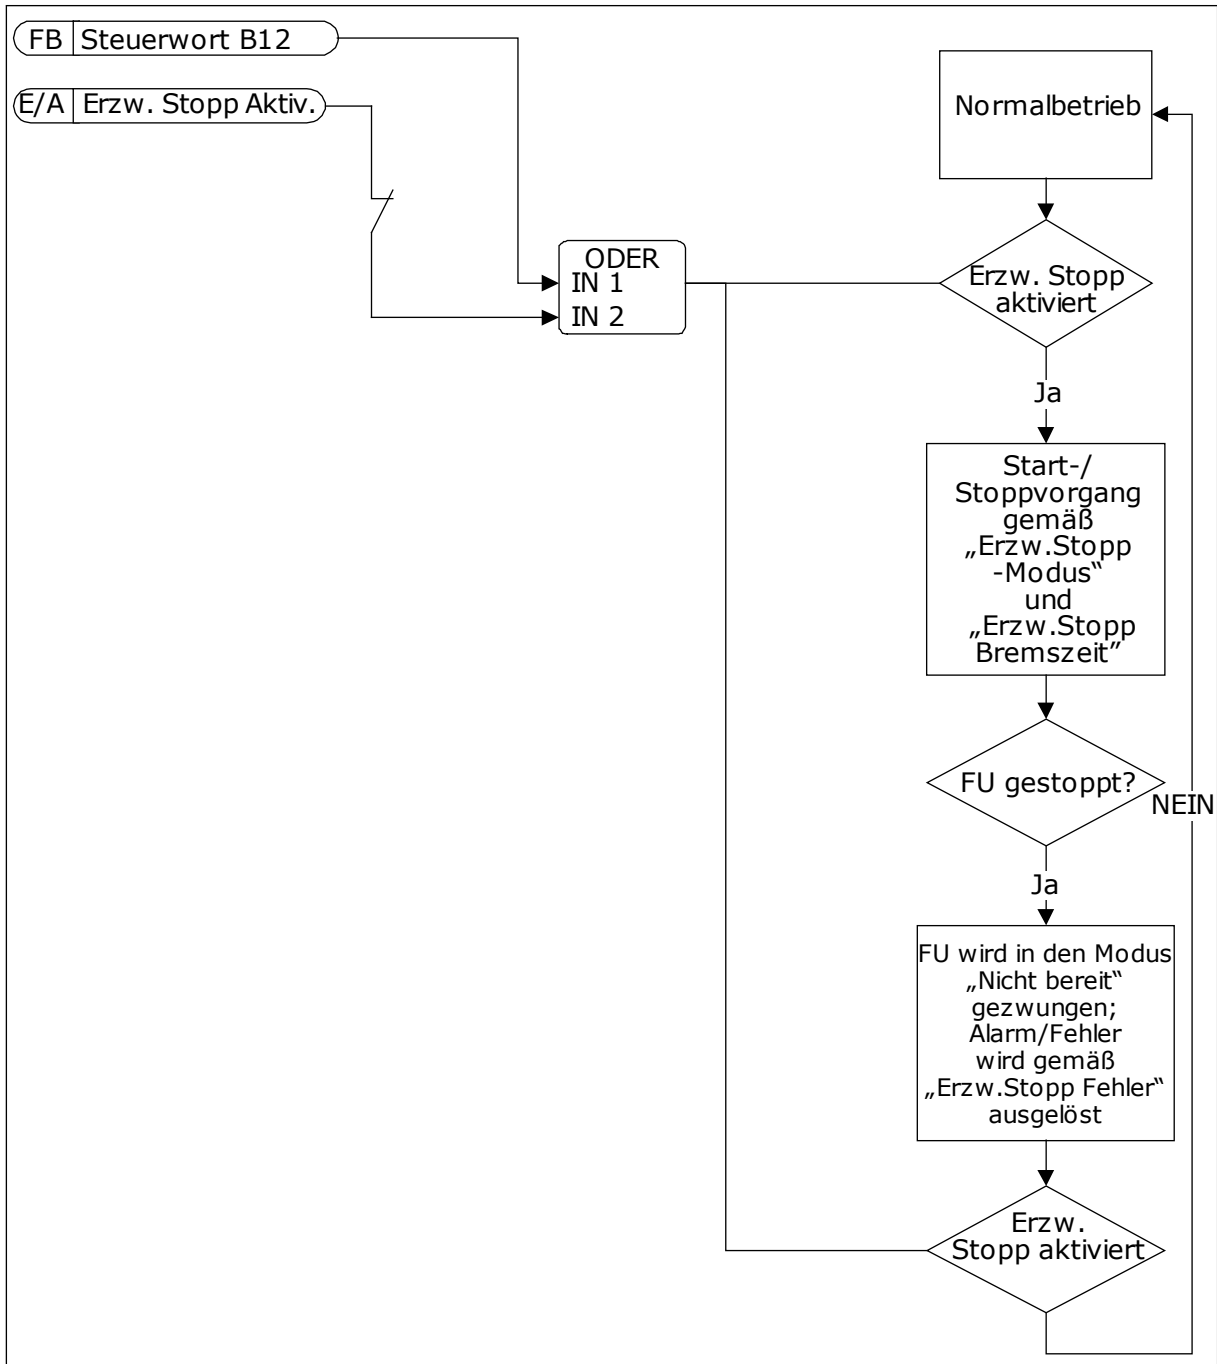 FB Steuerwort B12
E/A Erzw. Stopp Aktiv.
ODER
IN 1
IN 2
Normalbetrieb
Erzw. Stopp
aktiviert
Ja
Start-/
Stoppvorgang
gemäß
„Erzw.Stopp
-Modus“
und
„Erzw.Stopp
Bremszeit”
FU gestoppt?
NEIN
Ja
FU wird in den Modus
„Nicht bereit“
gezwungen;
Alarm/Fehler
wird gemäß
„Erzw.Stopp Fehler“
ausgelöst
Erzw.
Stopp aktiviert